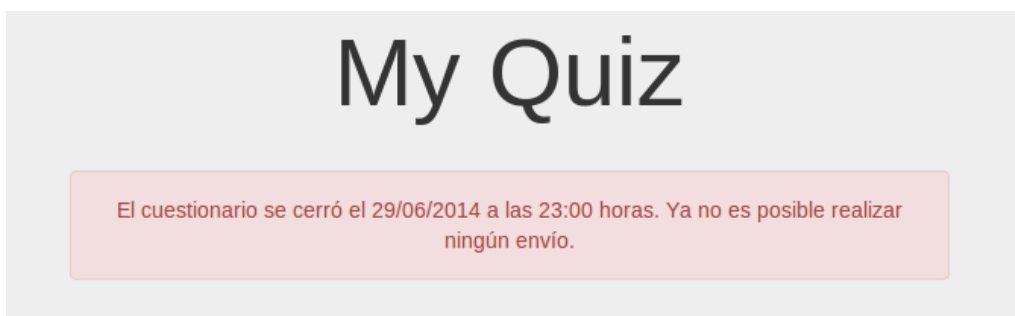 My Quiz
El cuestionario se cerró el 29/06/2014 a las 23:00 horas. Ya no es posible realizar
ningún envío.